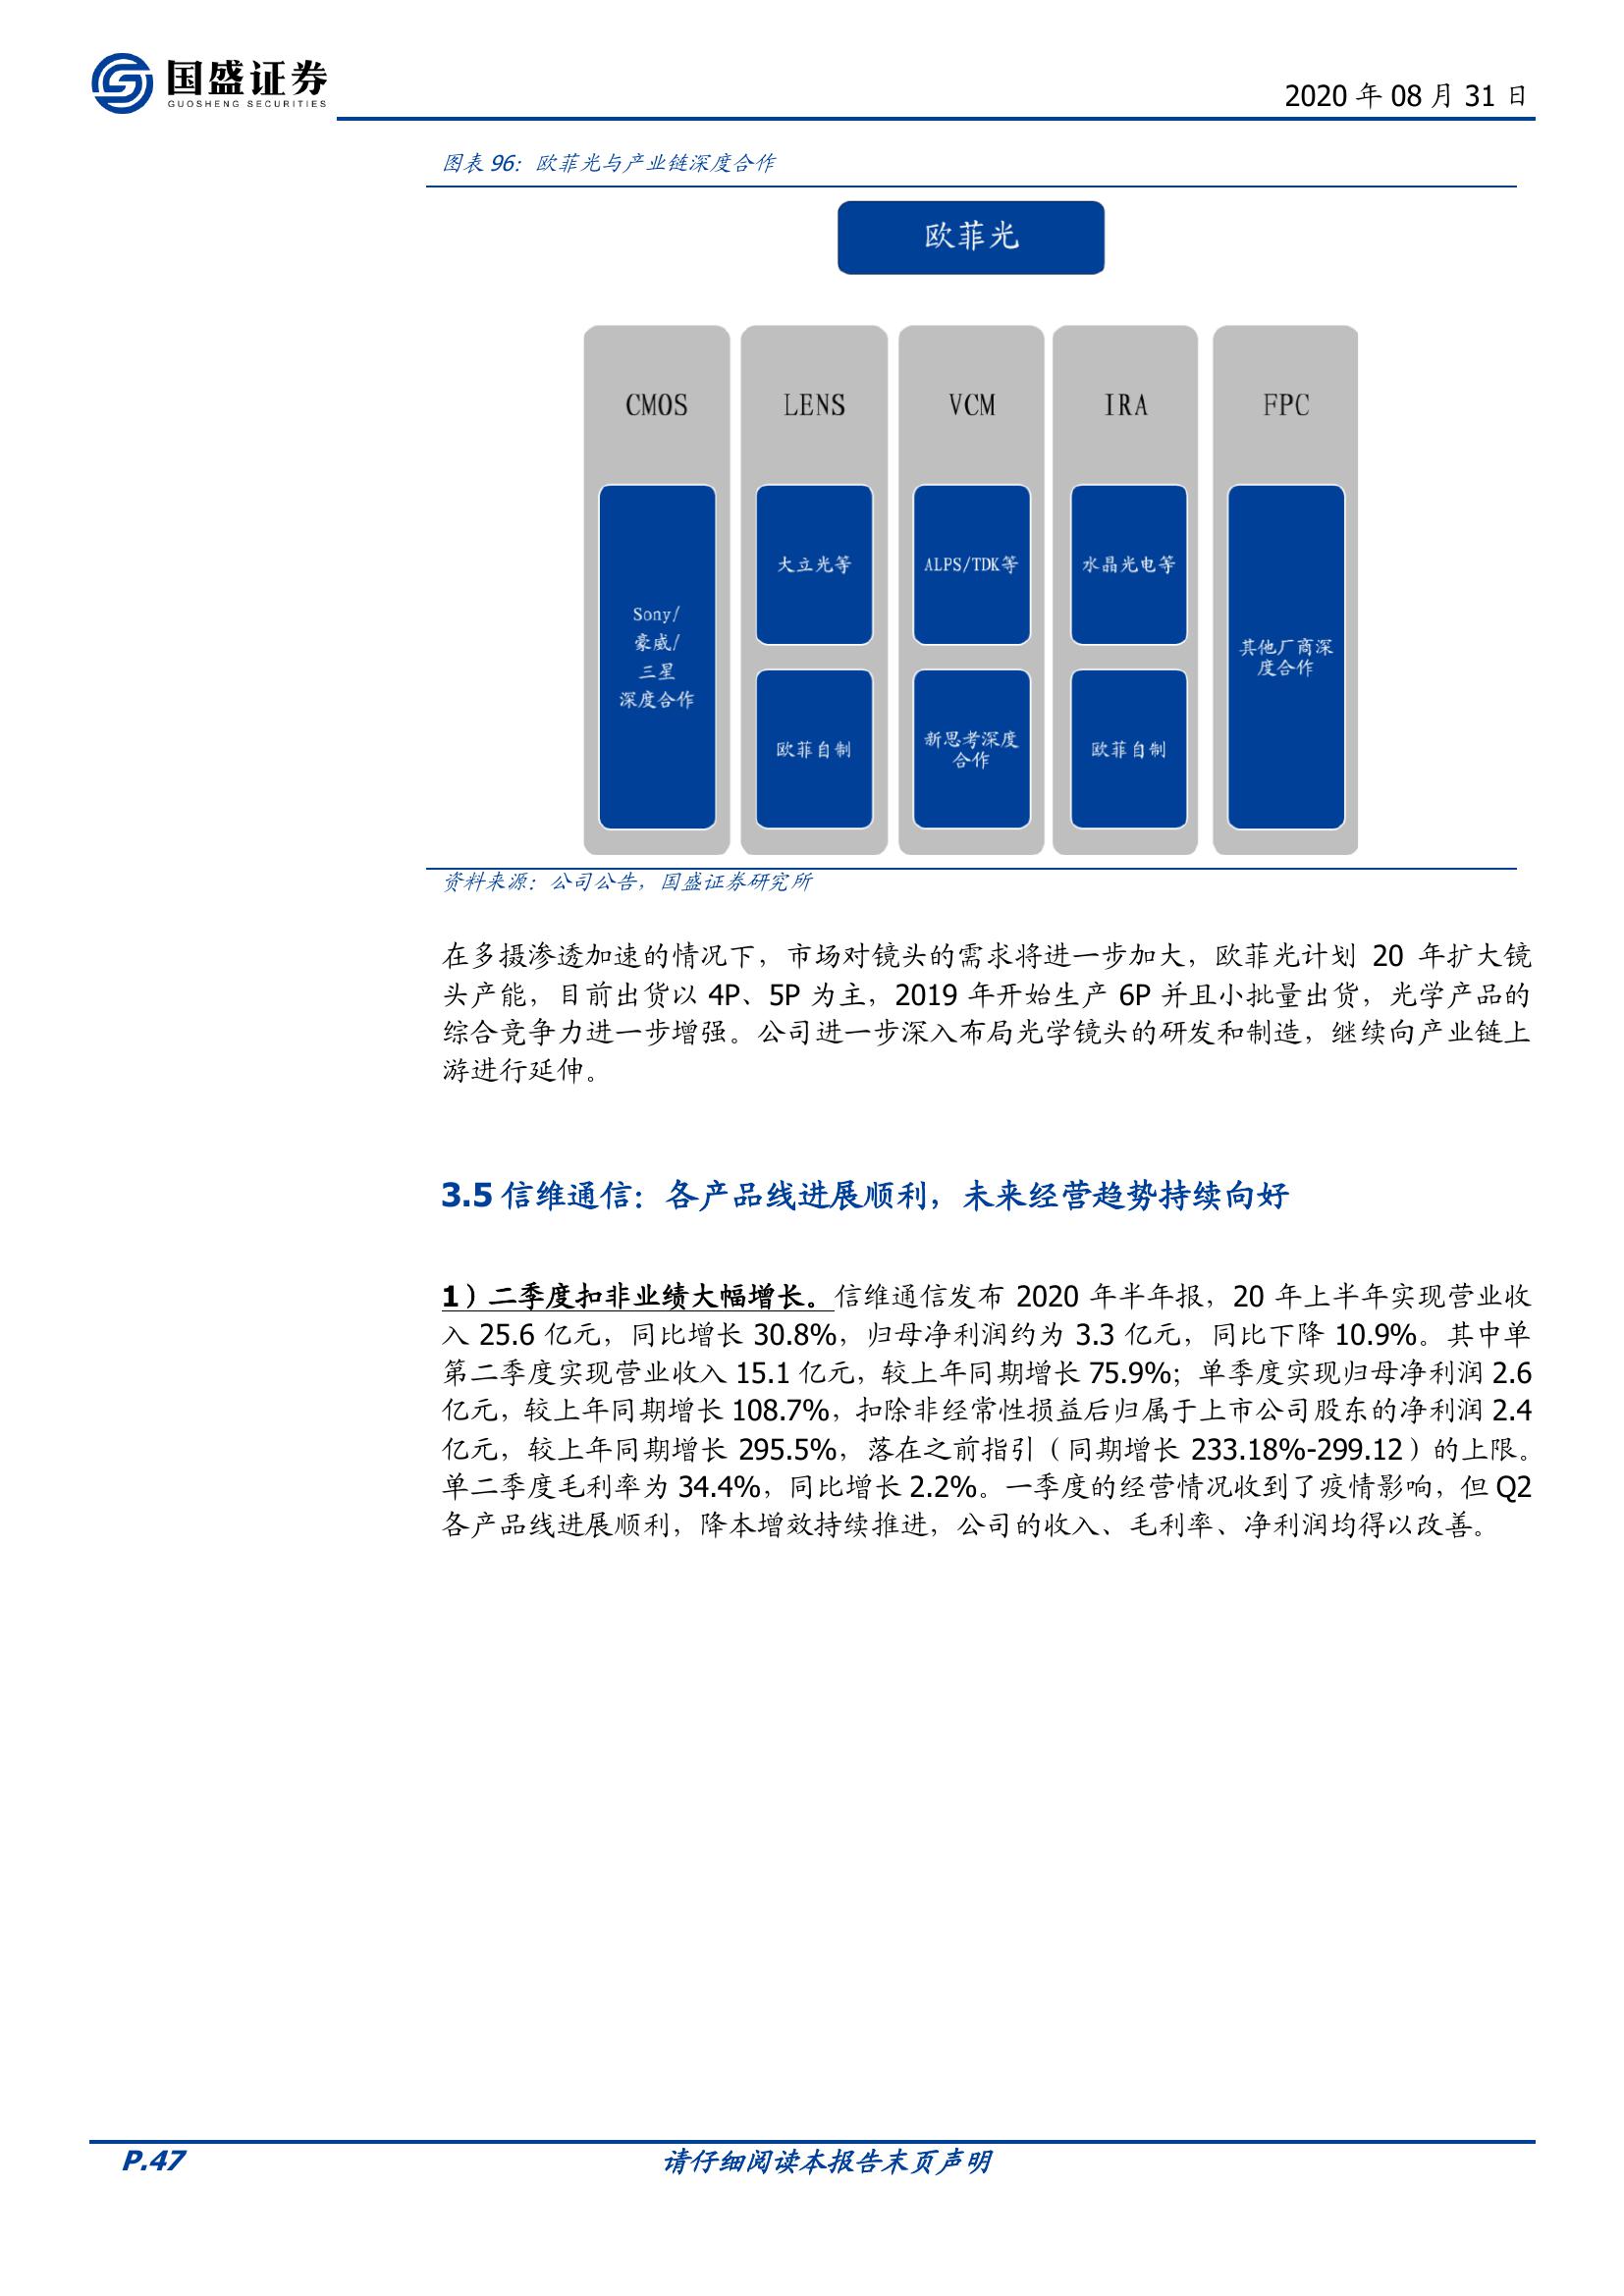 国盛证券
GUOSHENG SECURITIES
2020 年 08 月 31 日
图表 96：欧菲光与产业链深度合作
欧菲光
CMOS
LENS
VCM
IRA
FPC
Sony/
豪威/
三星
深度合作
大立光等
欧菲自制
ALPS/TDK等
新思考深度
合作
水晶光电等
欧菲自制
其他厂商深
度合作
资料来源：公司公告，国盛证券研究所
在多摄渗透加速的情况下，市场对镜头的需求将进一步加大，欧菲光计划 20 年扩大镜
头产能，目前出货以 4P、5P 为主，2019 年开始生产 6P 并且小批量出货，光学产品的
综合竞争力进一步增强。公司进一步深入布局光学镜头的研发和制造，继续向产业链上
游进行延伸。
3.5 信维通信：各产品线进展顺利，未来经营趋势持续向好
1）二季度扣非业绩大幅增长。信维通信发布 2020 年半年报，20 年上半年实现营业收
入 25.6 亿元，同比增长 30.8%，归母净利润约为 3.3 亿元，同比下降 10.9%。其中单
第二季度实现营业收入 15.1 亿元，较上年同期增长 75.9%；单季度实现归母净利润 2.6
亿元，较上年同期增长 108.7%，扣除非经常性损益后归属于上市公司股东的净利润 2.4
亿元，较上年同期增长 295.5%，落在之前指引（同期增长 233.18%-299.12）的上限。
单二季度毛利率为 34.4%，同比增长 2.2%。一季度的经营情况收到了疫情影响，但 Q2
各产品线进展顺利，降本增效持续推进，公司的收入、毛利率、净利润均得以改善。
P.47
请仔细阅读本报告末页声明